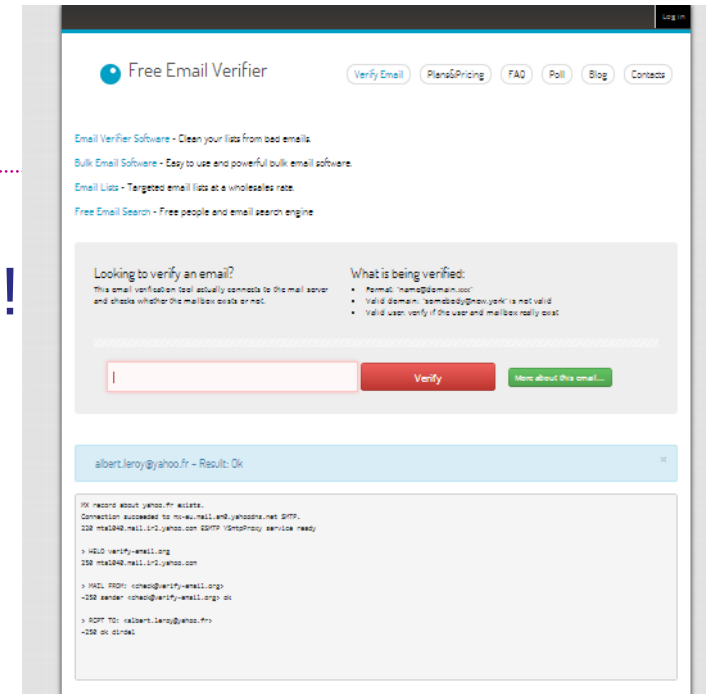 Log in
Free Email Verifier
Verify Email
Plans&Pricing
FAQ
Poll
Blog
Contacts
Email Verifier Software - Clean your lists from bad emails.
Bulk Email Software - Easy to use and powerful bulk email software.
Email Lists - Targeted email lists at a wholesales rate.
Free Email Search - Free people and email search engine
!
Looking to verify an email?
This email verification tool actually connects to the mail server
and checks whether the mailbox exists or not.
What is being verified:
• Format: "name@domain.xxx"
• Valid domain: "somebody@new.york" is not valid
• Valid user: verify if the user and mailbox really exist
Verify
More about this email...
albert.leroy@yahoo.fr – Result: Ok
×
MX record about yahoo.fr exists.
Connection succeeded to mx-eu.mail.am0.yahoodns.net SMTP.
220 mta1040.mail.ir2.yahoo.com ESMTP YSmtpProxy service ready
> HELO verify-email.org
250 mta1040.mail.ir2.yahoo.com
> MAIL FROM: <check@verify-email.org>
=250 sender <check@verify-email.org> ok
> RCPT TO: <albert.leroy@yahoo.fr>
=250 ok dirdel